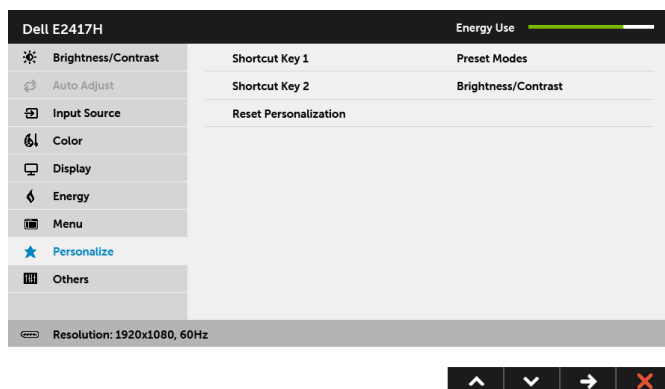 Dell E2417H
Energy Use
Brightness/Contrast
Shortcut Key 1
Preset Modes
Auto Adjust
Shortcut Key 2
Brightness/Contrast
Input Source
Reset Personalization
Color
Display
Energy
Menu
Personalize
Others
Resolution: 1920x1080, 60Hz